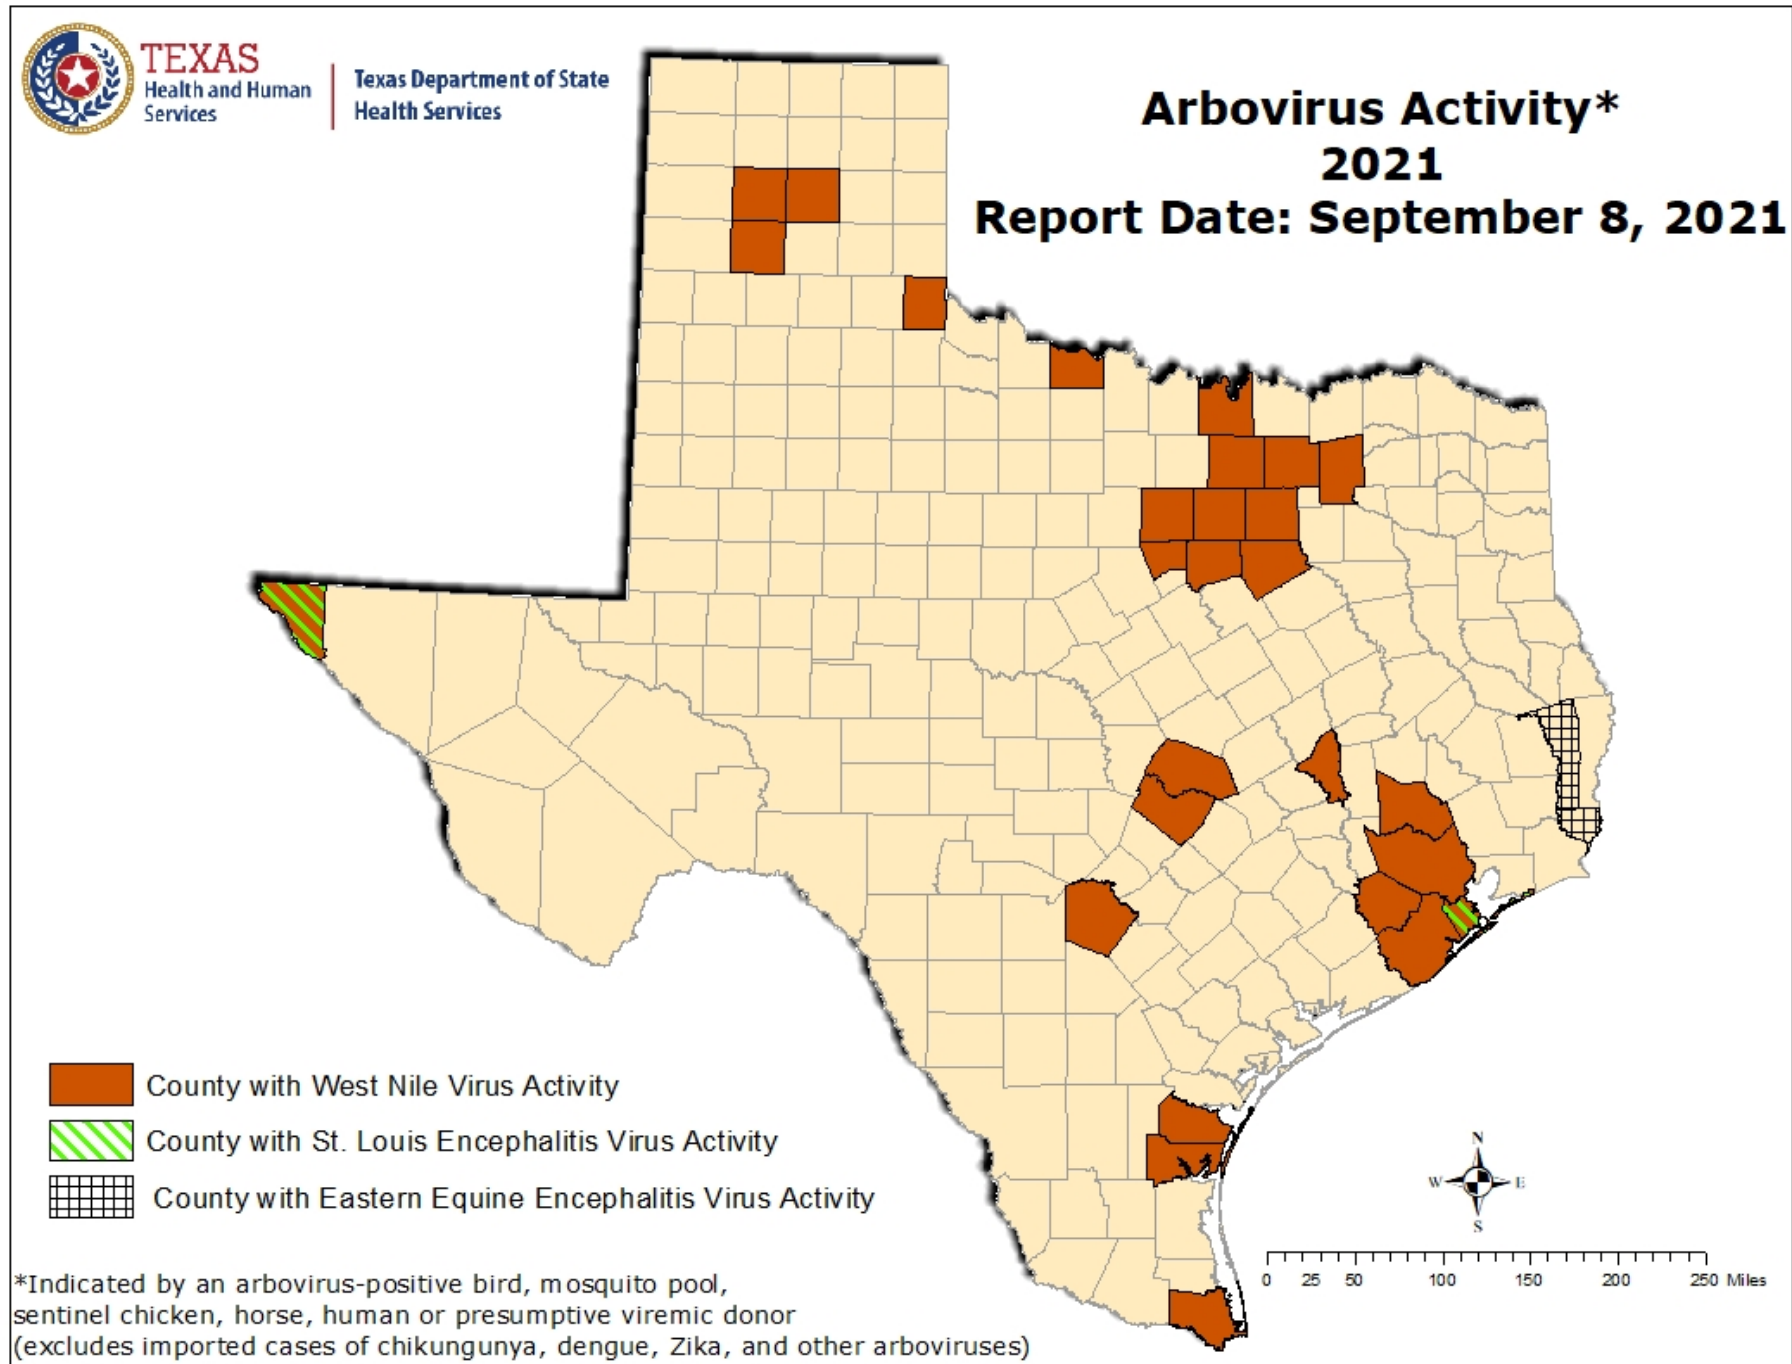 TEXAS
Health and Human
Services
Texas Department of State
Health Services
Arbovirus Activity*
2021
Report Date: September 8, 2021
County with West Nile Virus Activity
County with St. Louis Encephalitis Virus Activity
County with Eastern Equine Encephalitis Virus Activity
N
W E
S
0 25 50 100 150 200 250 Miles
*Indicated by an arbovirus-positive bird, mosquito pool,
sentinel chicken, horse, human or presumptive viremic donor
(excludes imported cases of chikungunya, dengue, Zika, and other arboviruses)